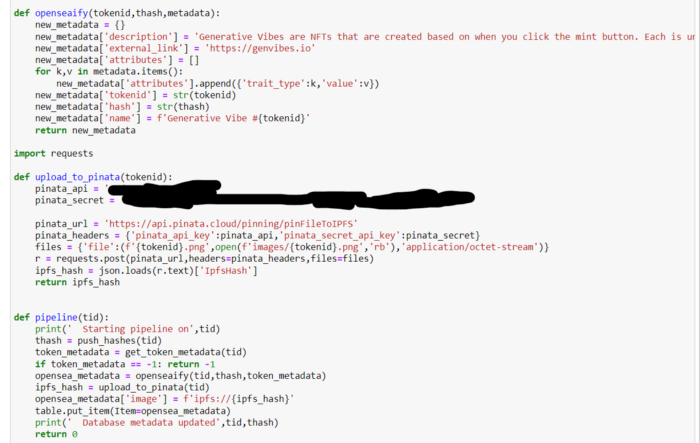 def openseaify(tokenid,thash,metadata):
    new_metadata = {}
    new_metadata['description'] = 'Generative Vibes are NFTs that are created based on when you click the mint button. Each is
    new_metadata['external_link'] = 'https://genvibes.io'
    new_metadata['attributes'] = []
    for k,v in metadata.items():
        new_metadata['attributes'].append({'trait_type':k,'value':v})
    new_metadata['tokenid'] = str(tokenid)
    new_metadata['hash'] = str(thash)
    new_metadata['name'] = f'Generative Vibe #{tokenid}'
    return new_metadata
import requests
def upload_to_pinata(tokenid):
    pinata_api = '
    pinata_secret =
    pinata_url = 'https://api.pinata.cloud/pinning/pinFileToIPFS'
    pinata_headers = {'pinata_api_key':pinata_api,'pinata_secret_api_key':pinata_secret}
    files = {'file':(f'{tokenid}.png',open(f'images/{tokenid}.png','rb'),'application/octet-stream')}
    r = requests.post(pinata_url,headers=pinata_headers,files=files)
    ipfs_hash = json.loads(r.text)['IpfsHash']
    return ipfs_hash
def pipeline(tid):
    print('  Starting pipeline on',tid)
    thash = push_hashes(tid)
    token_metadata = get_token_metadata(tid)
    if token_metadata == -1: return -1
    opensea_metadata = openseaify(tid,thash,token_metadata)
    ipfs_hash = upload_to_pinata(tid)
    opensea_metadata['image'] = f'ipfs://{ipfs_hash}'
    table.put_item(Item=opensea_metadata)
    print('  Database metadata updated',tid,thash)
    return 0